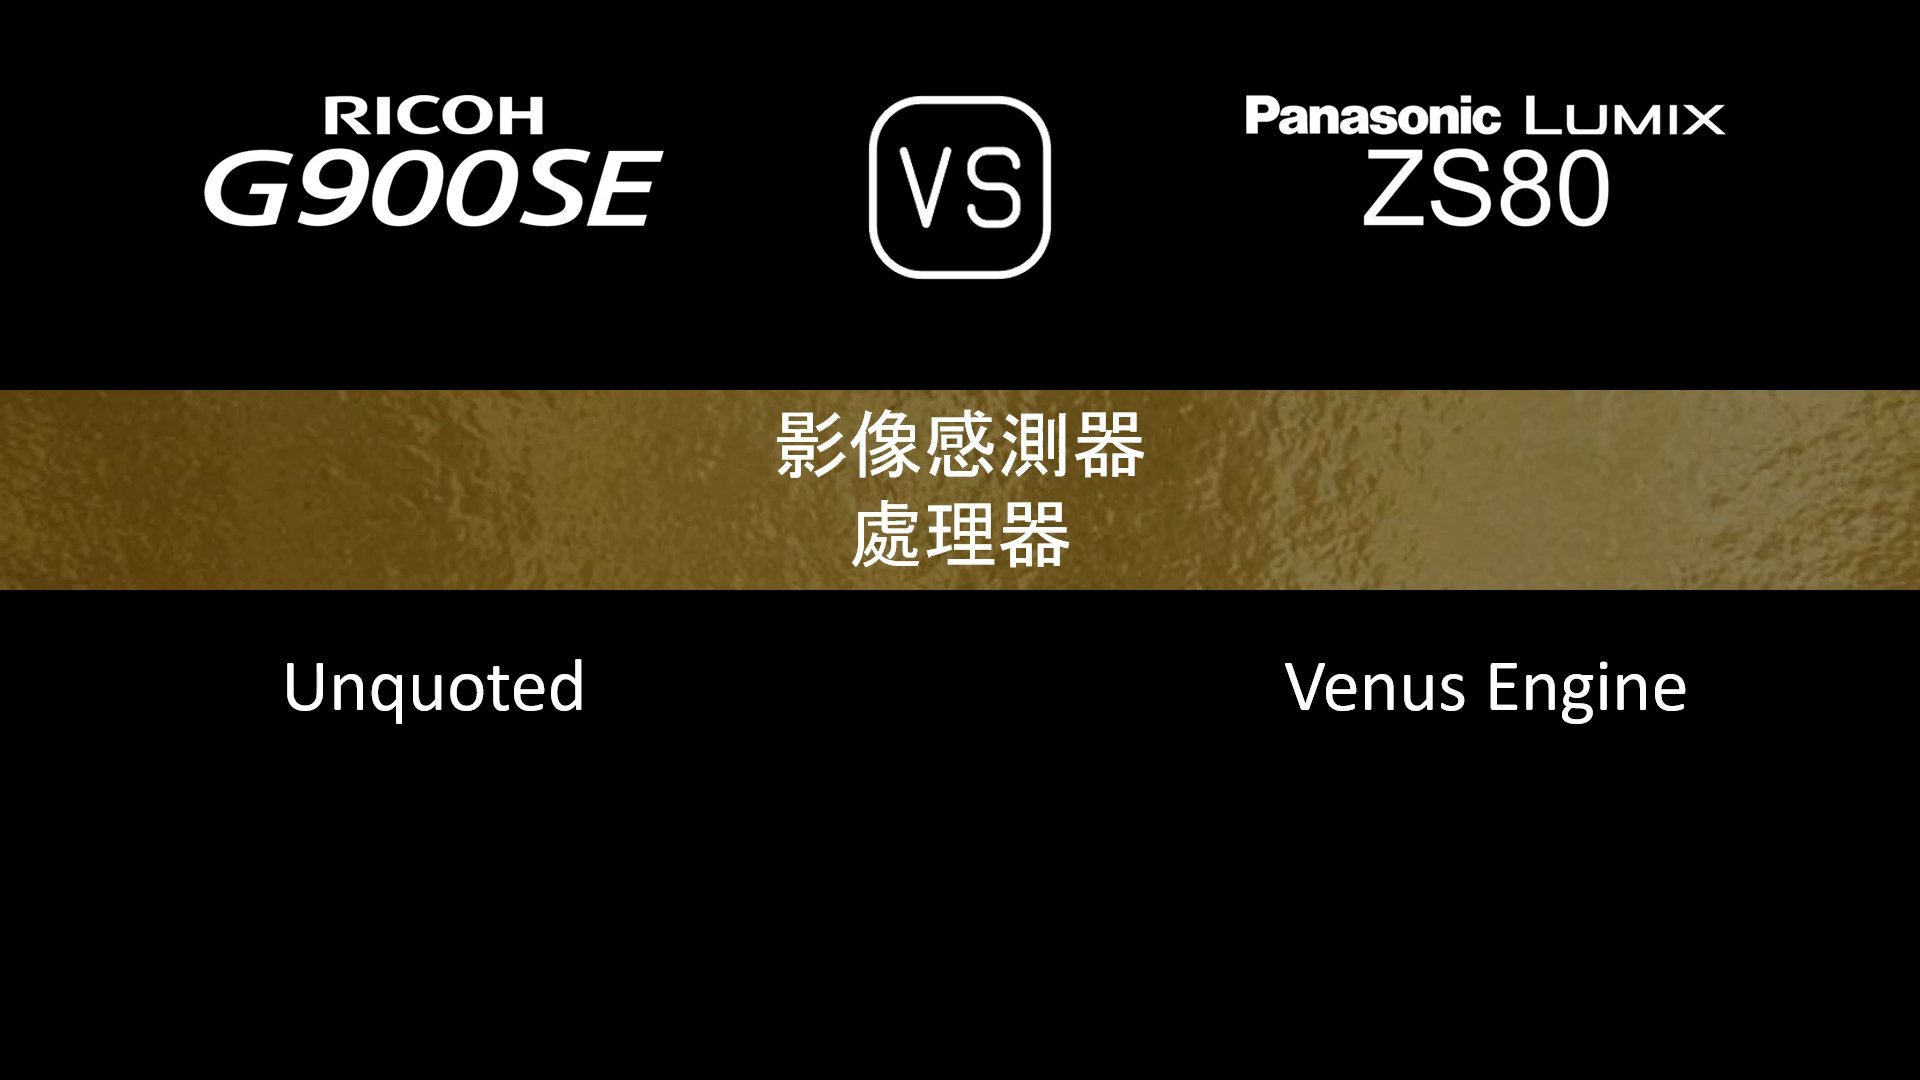 RICOH
G900SE
VS
Panasonic LUMIX
ZS80
影像感測器
處理器
Unquoted
Venus Engine